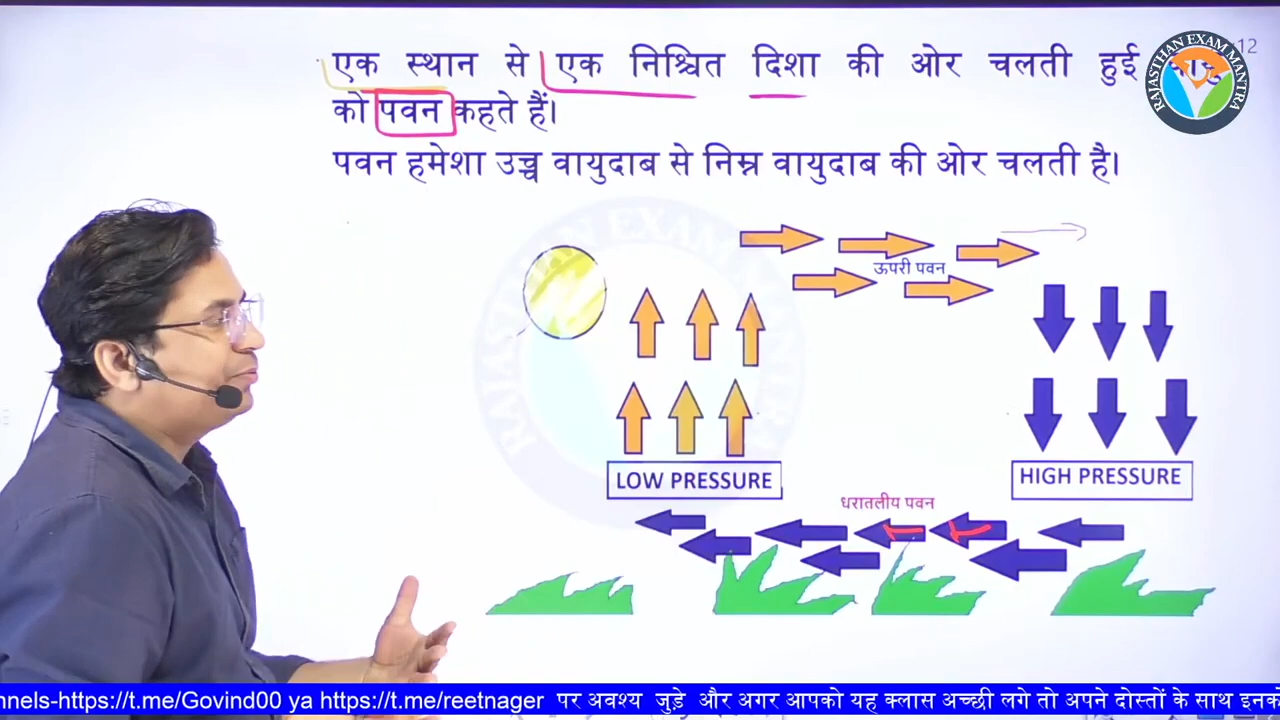 एक स्थान से एक निश्चित दिशा की ओर चलती हुई
को पवन कहते हैं।
पवन हमेशा उच्च वायुदाब से निम्न वायुदाब की ओर चलती है।
12
RAJASTHAN EXAM MANTRA
ऊपरी पवन
LOW PRESSURE
HIGH PRESSURE
धरातलीय पवन
nnels-https://t.me/Govind00 ya https://t.me/reetnager पर अवश्य जुड़े और अगर आपको यह क्लास अच्छी लगे तो अपने दोस्तों के साथ इनको